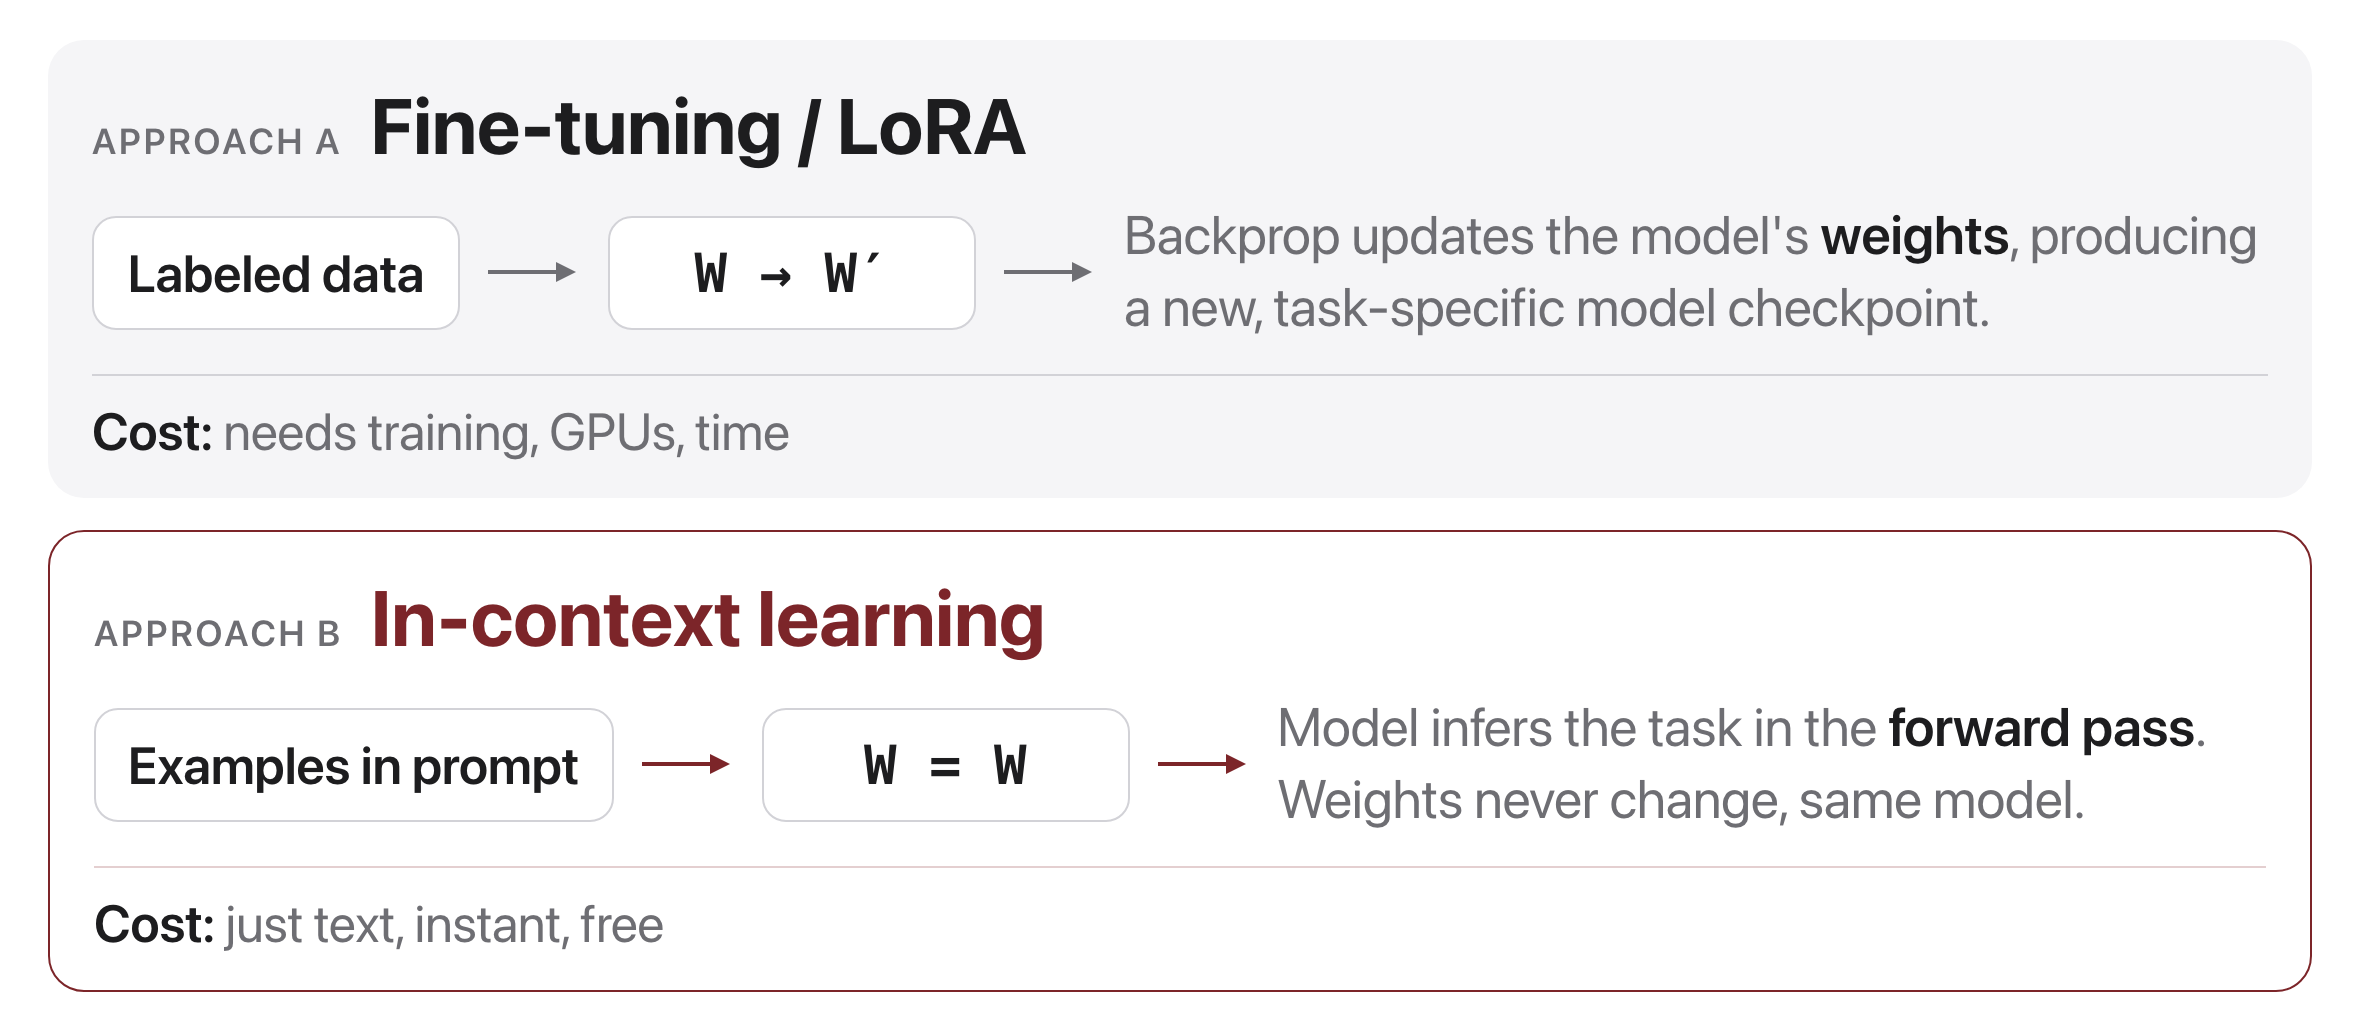 APPROACH A Fine-tuning / LoRA
Labeled data
W → W′
Backprop updates the model's weights, producing
a new, task-specific model checkpoint.
Cost: needs training, GPUs, time
APPROACH B In-context learning
Examples in prompt
W = W
Model infers the task in the forward pass.
Weights never change, same model.
Cost: just text, instant, free